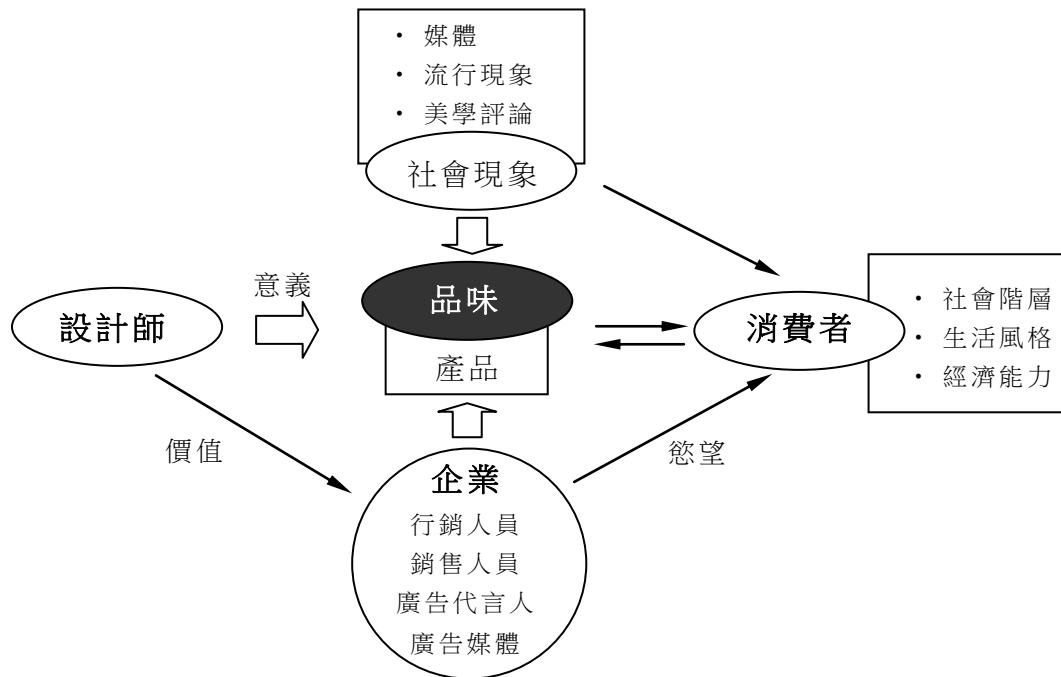 · 媒體
· 流行現象
· 美學評論
社會現象
意義
設計師
品味
產品
消費者
· 社會階層
· 生活風格
· 經濟能力
價值
慾望
企業
行銷人員
銷售人員
廣告代言人
廣告媒體